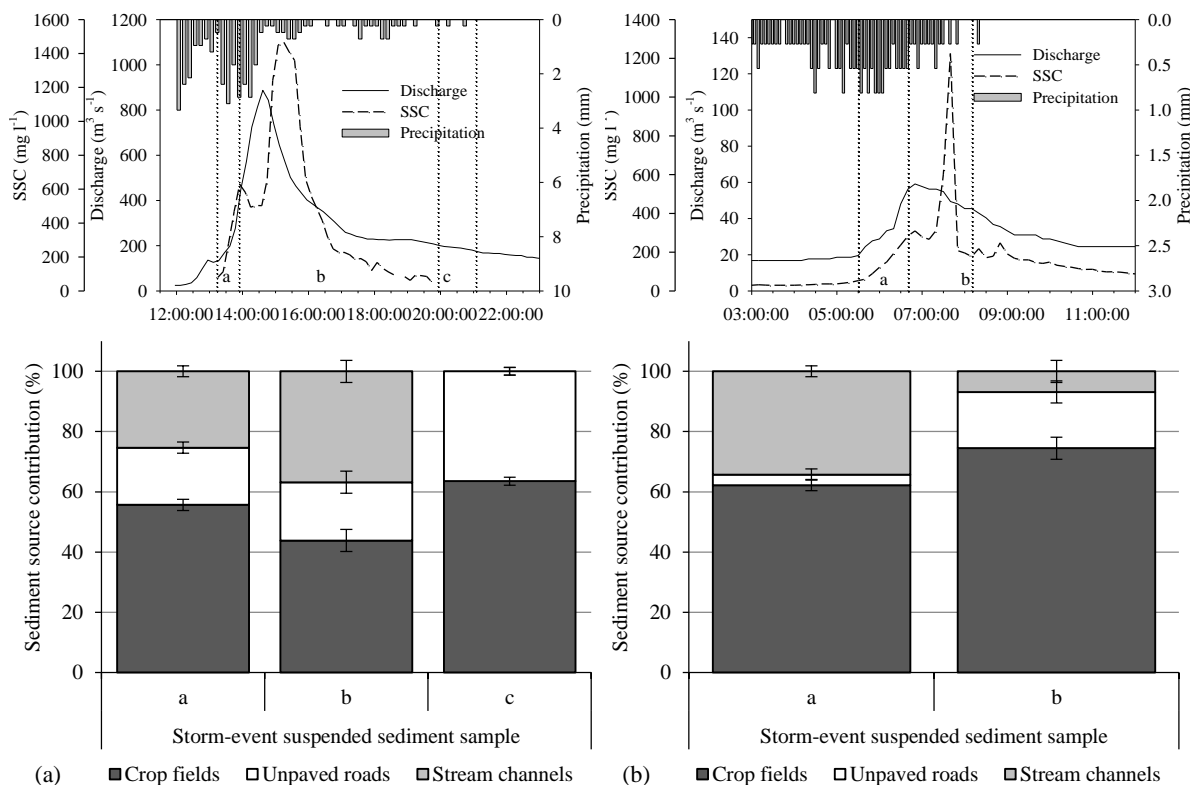 SSC (mg l-1)
1600
1400
1200
1000
800
600
400
200
0
Discharge (m3 s-1)
1200
1000
800
600
400
200
0
Discharge
SSC
Precipitation
a
b
c
0
2
4
6
8
10
Precipitation (mm)
12:00:00 14:00:00 16:00:00 18:00:00 20:00:00 22:00:00
SSC (mg l-1)
1400
1200
1000
800
600
400
200
0
Discharge (m3 s-1)
140
120
100
80
60
40
20
0
Discharge
SSC
Precipitation
a
b
0.0
0.5
1.0
1.5
2.0
2.5
3.0
Precipitation (mm)
03:00:00 05:00:00 07:00:00 09:00:00 11:00:00
Sediment source contribution (%)
100
80
60
40
20
0
a b c
Storm-event suspended sediment sample
(a) Crop fields Unpaved roads Stream channels
Sediment source contribution (%)
100
80
60
40
20
0
a b
Storm-event suspended sediment sample
(b) Crop fields Unpaved roads Stream channels